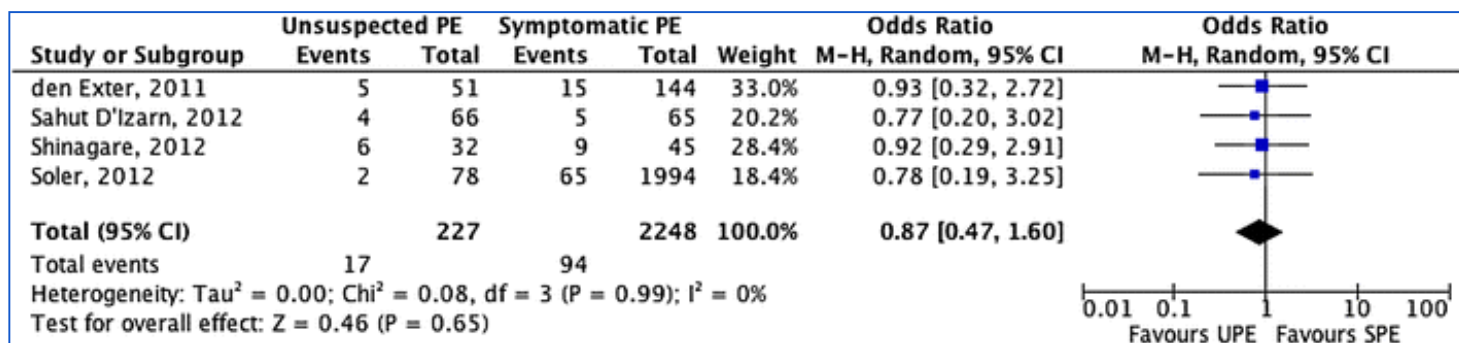 Unsuspected PE Symptomatic PE Odds Ratio Odds Ratio
Study or Subgroup Events Total Events Total Weight M-H, Random, 95% CI M-H, Random, 95% CI
den Exter, 2011 5 51 15 144 33.0% 0.93 [0.32, 2.72]
Sahut D'Izarn, 2012 4 66 5 65 20.2% 0.77 [0.20, 3.02]
Shinagare, 2012 6 32 9 45 28.4% 0.92 [0.29, 2.91]
Soler, 2012 2 78 65 1994 18.4% 0.78 [0.19, 3.25]
Total (95% CI) 227 2248 100.0% 0.87 [0.47, 1.60]
Total events 17 94
Heterogeneity: Tau² = 0.00; Chi² = 0.08, df = 3 (P = 0.99); I² = 0%
Test for overall effect: Z = 0.46 (P = 0.65)
0.01 0.1 1 10 100
Favours UPE Favours SPE